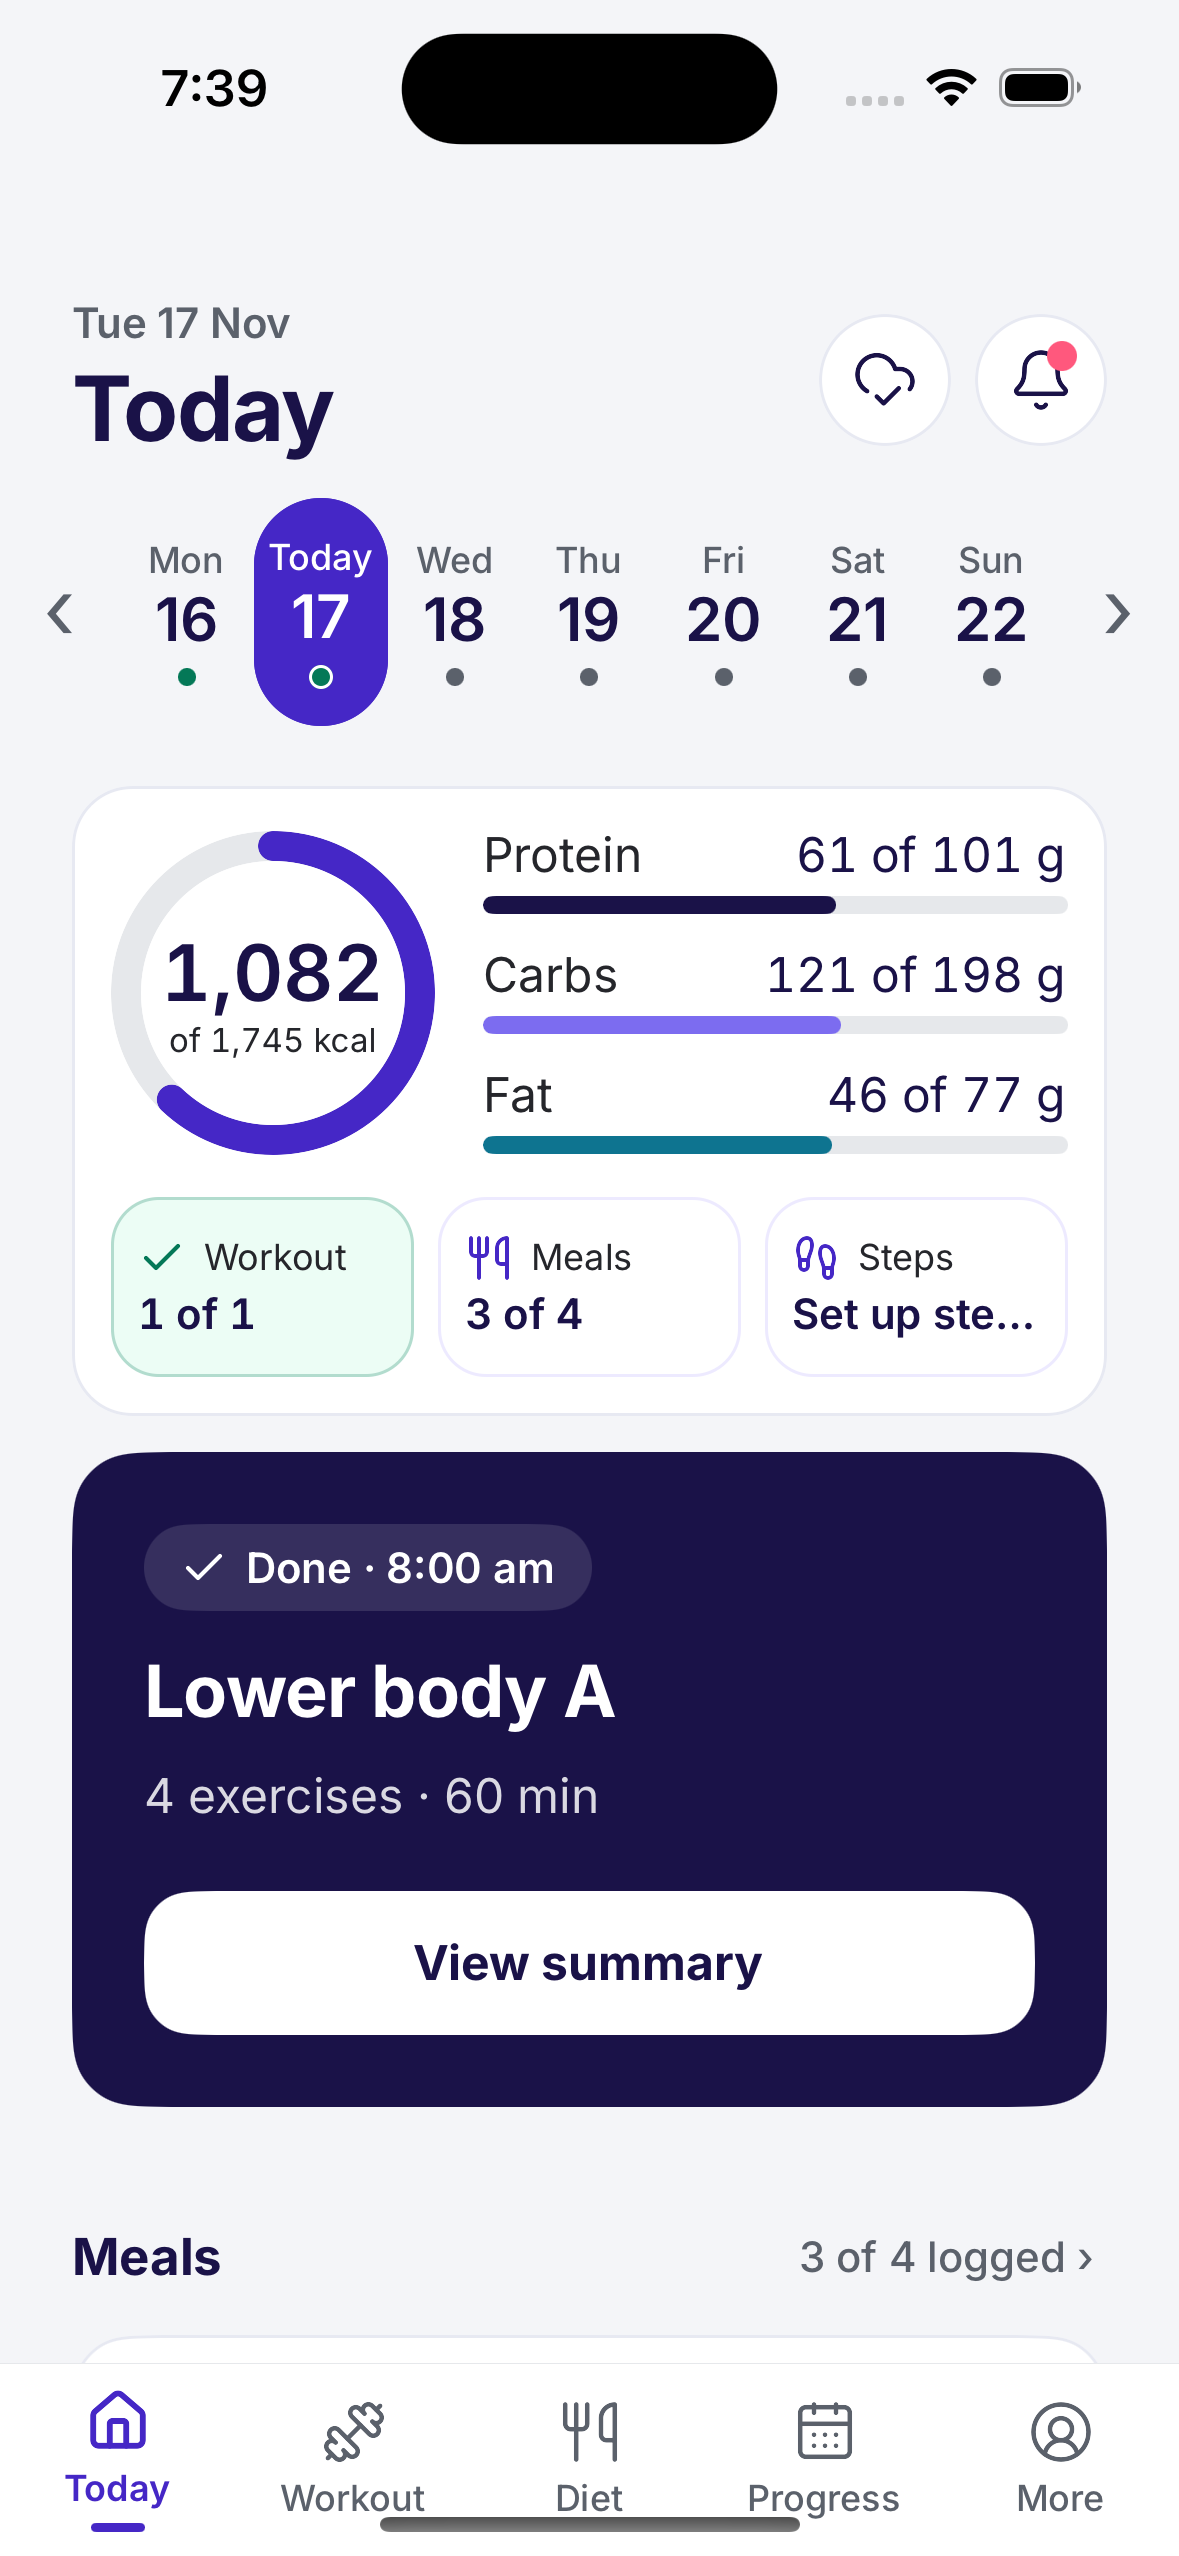 7:39
Tue 17 Nov
Today
Mon
16
Today
17
Wed
18
Thu
19
Fri
20
Sat
21
Sun
22
1,082
of 1,745 kcal
Protein 61 of 101 g
Carbs 121 of 198 g
Fat 46 of 77 g
Workout
1 of 1
Meals
3 of 4
Steps
Set up ste...
Done · 8:00 am
Lower body A
4 exercises · 60 min
View summary
Meals 3 of 4 logged ›
Today
Workout
Diet
Progress
More